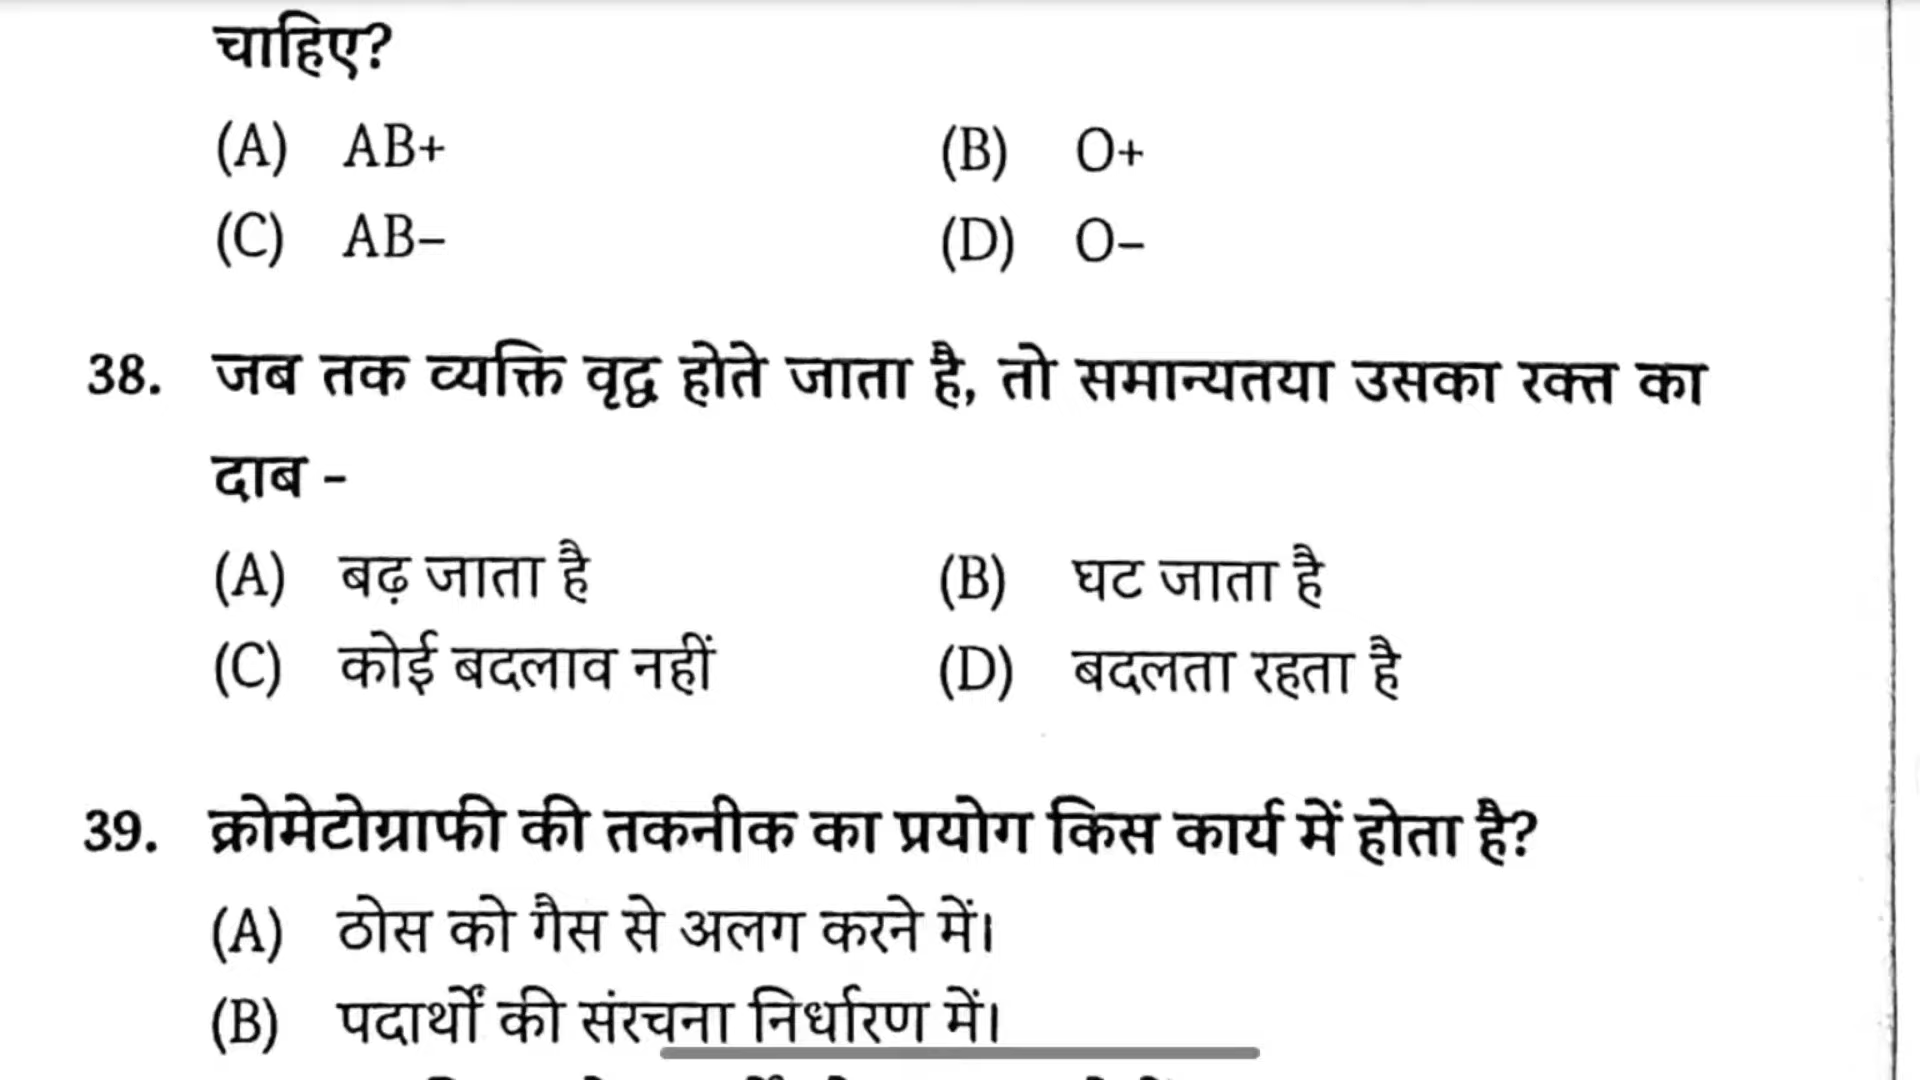 चाहिए?
(A) AB+ (B) O+
(C) AB– (D) O–
38. जब तक व्यक्ति वृद्ध होते जाता है, तो समान्यतया उसका रक्त का
दाब -
(A) बढ़ जाता है (B) घट जाता है
(C) कोई बदलाव नहीं (D) बदलता रहता है
39. क्रोमेटोग्राफी की तकनीक का प्रयोग किस कार्य में होता है?
(A) ठोस को गैस से अलग करने में।
(B) पदार्थों की संरचना निर्धारण में।